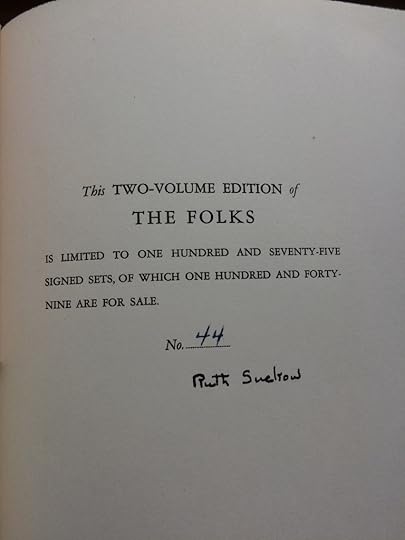 This TWO-VOLUME EDITION of
THE FOLKS
IS LIMITED TO ONE HUNDRED AND SEVENTY-FIVE
SIGNED SETS, OF WHICH ONE HUNDRED AND FORTY-
NINE ARE FOR SALE.
No. 44
Ruth Suckow